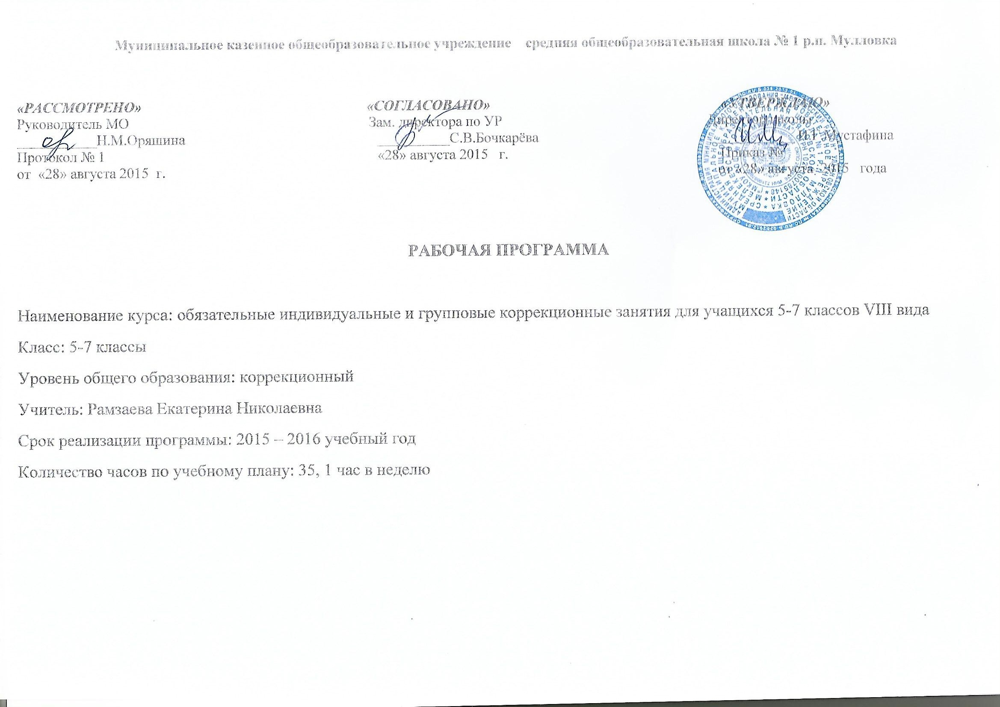 Муниципальное казенное общеобразовательное учреждение средняя общеобразовательная школа № 1 р.п. Мулловка
«РАССМОТРЕНО»
Руководитель МО
____________Н.М.Оряшина
Протокол № 1
от «28» августа 2015 г.
«СОГЛАСОВАНО»
Зам. директора по УР
___________С.В.Бочкарёва
«28» августа 2015 г.
«УТВЕРЖДАЮ»
Директор школы
Мустафина
Приказ №
от «28» августа 2015 года
РАБОЧАЯ ПРОГРАММА
Наименование курса: обязательные индивидуальные и групповые коррекционные занятия для учащихся 5-7 классов VIII вида
Класс: 5-7 классы
Уровень общего образования: коррекционный
Учитель: Рамзаева Екатерина Николаевна
Срок реализации программы: 2015 – 2016 учебный год
Количество часов по учебному плану: 35, 1 час в неделю